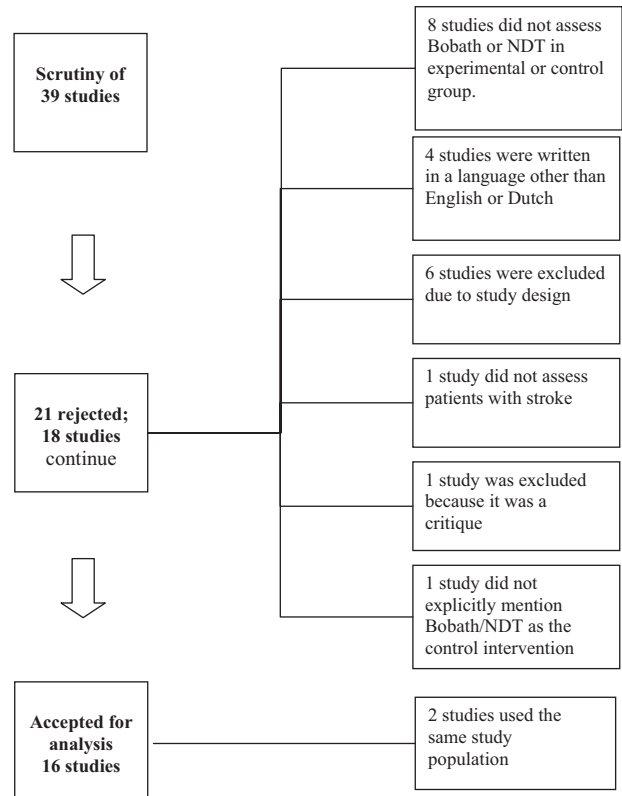 Scrutiny of
39 studies
8 studies did not assess
Bobath or NDT in
experimental or control
group.
4 studies were written
in a language other than
English or Dutch
6 studies were excluded
due to study design
21 rejected;
18 studies
continue
1 study did not assess
patients with stroke
1 study was excluded
because it was a
critique
1 study did not
explicitly mention
Bobath/NDT as the
control intervention
Accepted for
analysis
16 studies
2 studies used the
same study
population